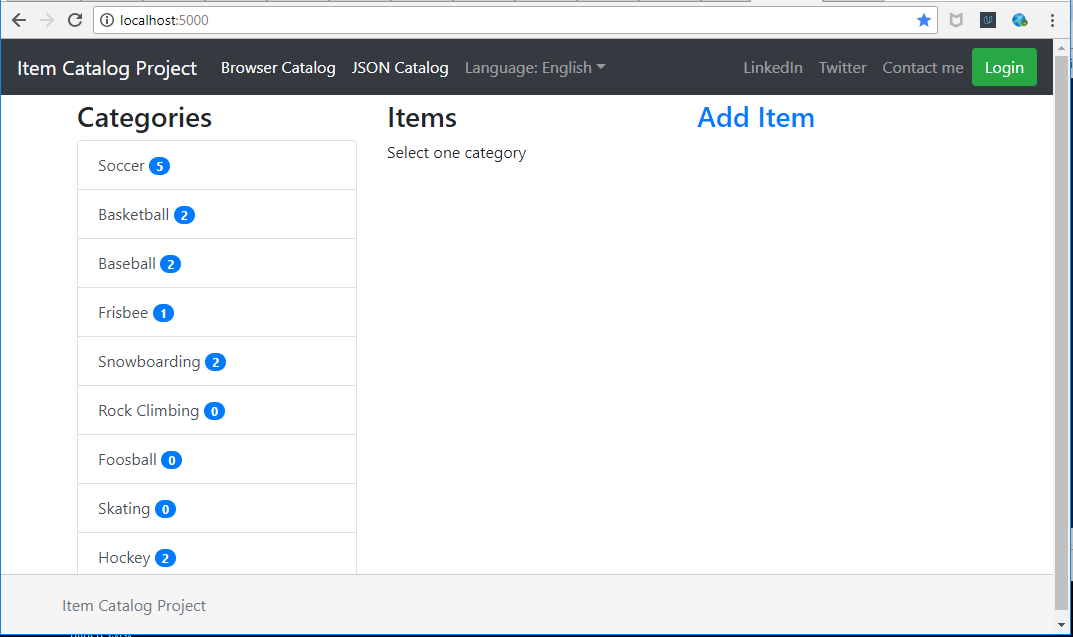 localhost:5000
Item Catalog Project Browser Catalog JSON Catalog Language: English LinkedIn Twitter Contact me Login
Categories
Soccer 5
Basketball 2
Baseball 2
Frisbee 1
Snowboarding 2
Rock Climbing 0
Foosball 0
Skating 0
Hockey 2
Items
Select one category
Add Item
Item Catalog Project